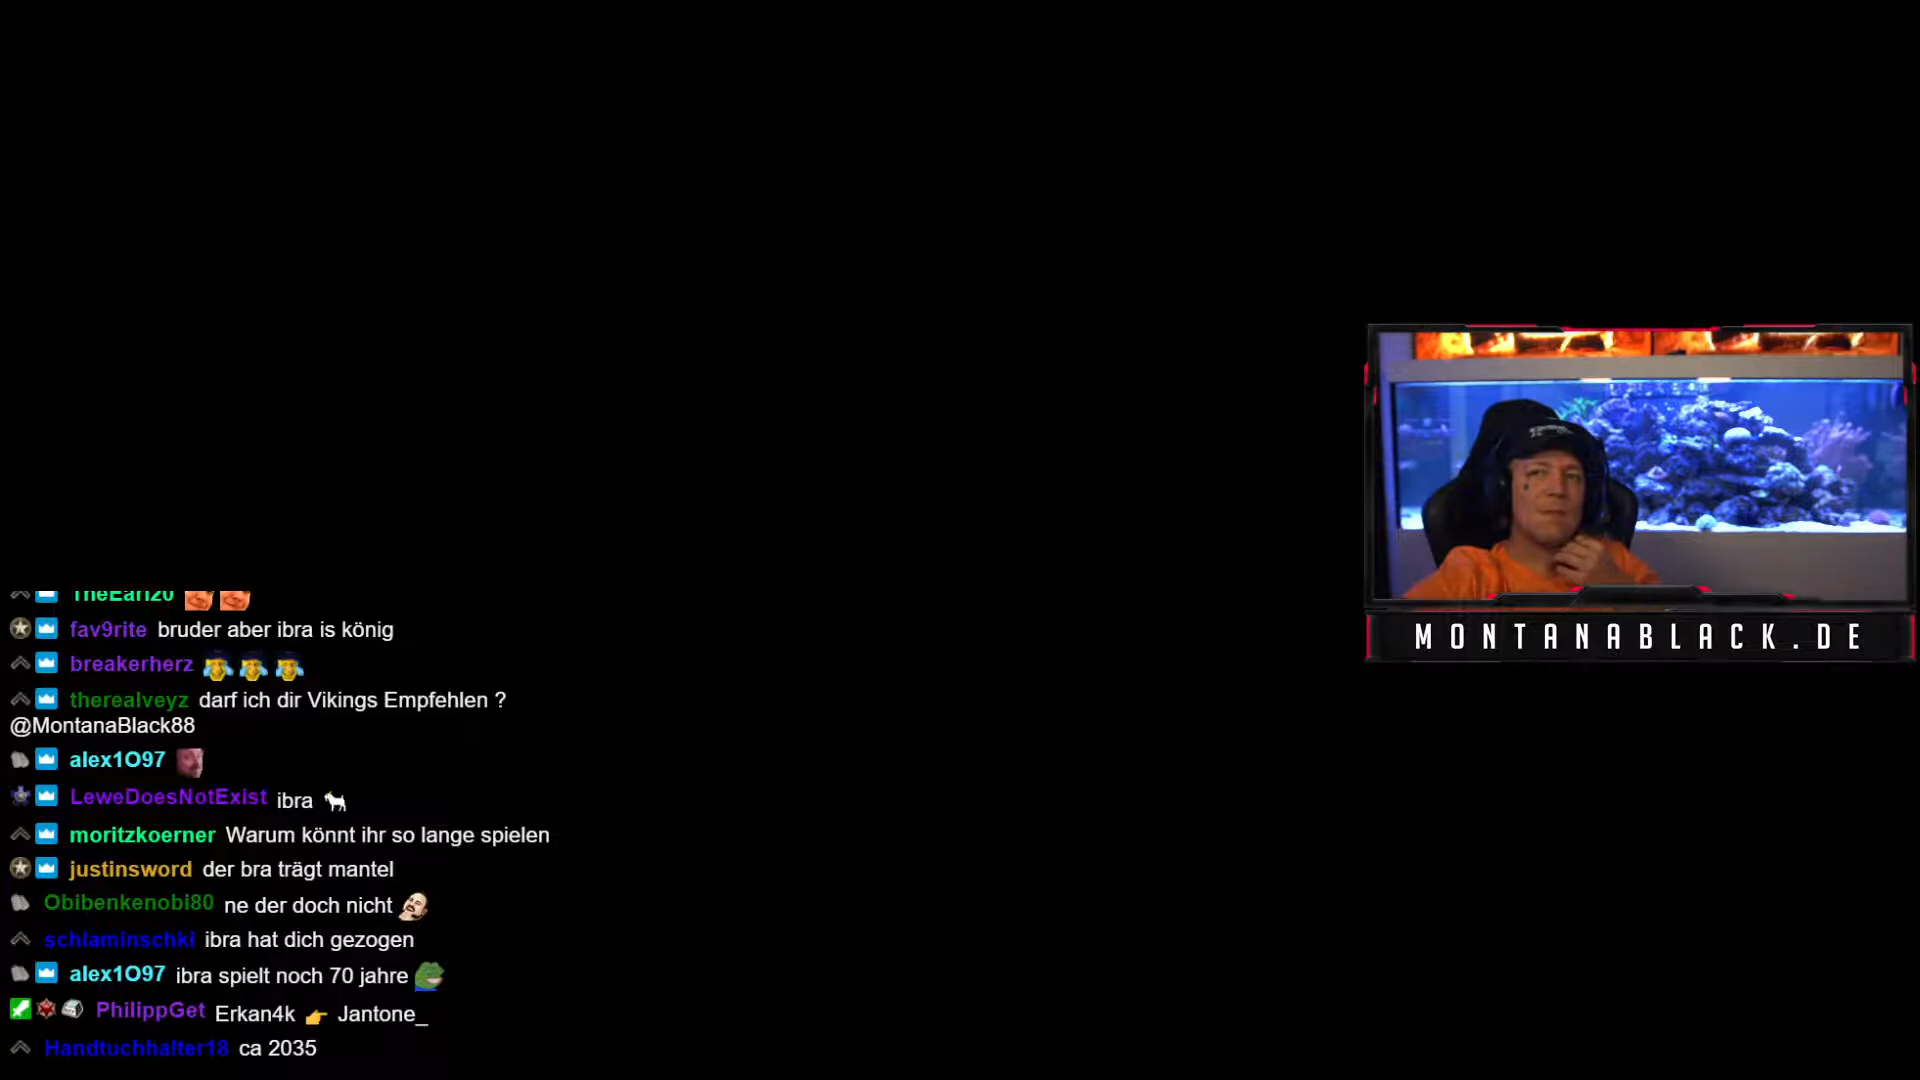 TheEarl20
fav9rite bruder aber ibra is könig
breakerherz
therealveyz darf ich dir Vikings Empfehlen ?
@MontanaBlack88
alex1O97
LeweDoesNotExist ibra
moritzkoerner Warum könnt ihr so lange spielen
justinsword der bra trägt mantel
Obibenkenobi80 ne der doch nicht
schlaminschki ibra hat dich gezogen
alex1O97 ibra spielt noch 70 jahre
PhilippGet Erkan4k Jantone_
Handtuchhalter18 ca 2035
MONTANABLACK.DE